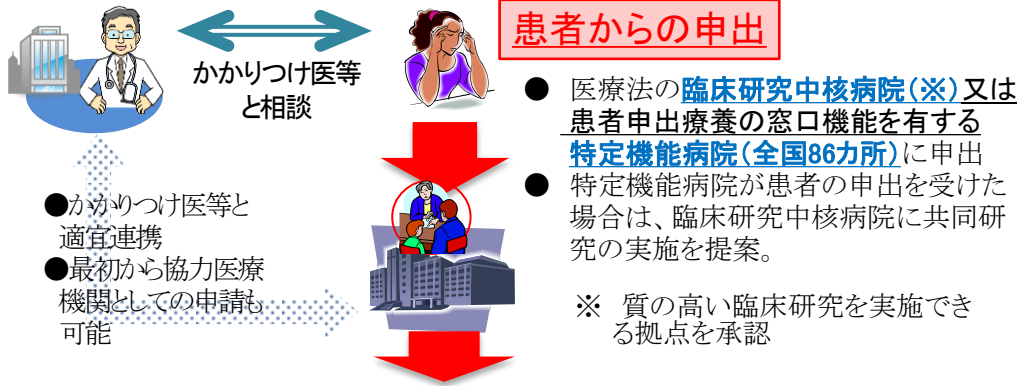 患者からの申出
かかりつけ医等
と相談
● 医療法の臨床研究中核病院(※)又は
患者申出療養の窓口機能を有する
特定機能病院(全国86カ所)に申出
● 特定機能病院が患者の申出を受けた
場合は、臨床研究中核病院に共同研
究の実施を提案。
※ 質の高い臨床研究を実施でき
る拠点を承認
●かかりつけ医等と
適宜連携
●最初から協力医療
機関としての申請も
可能